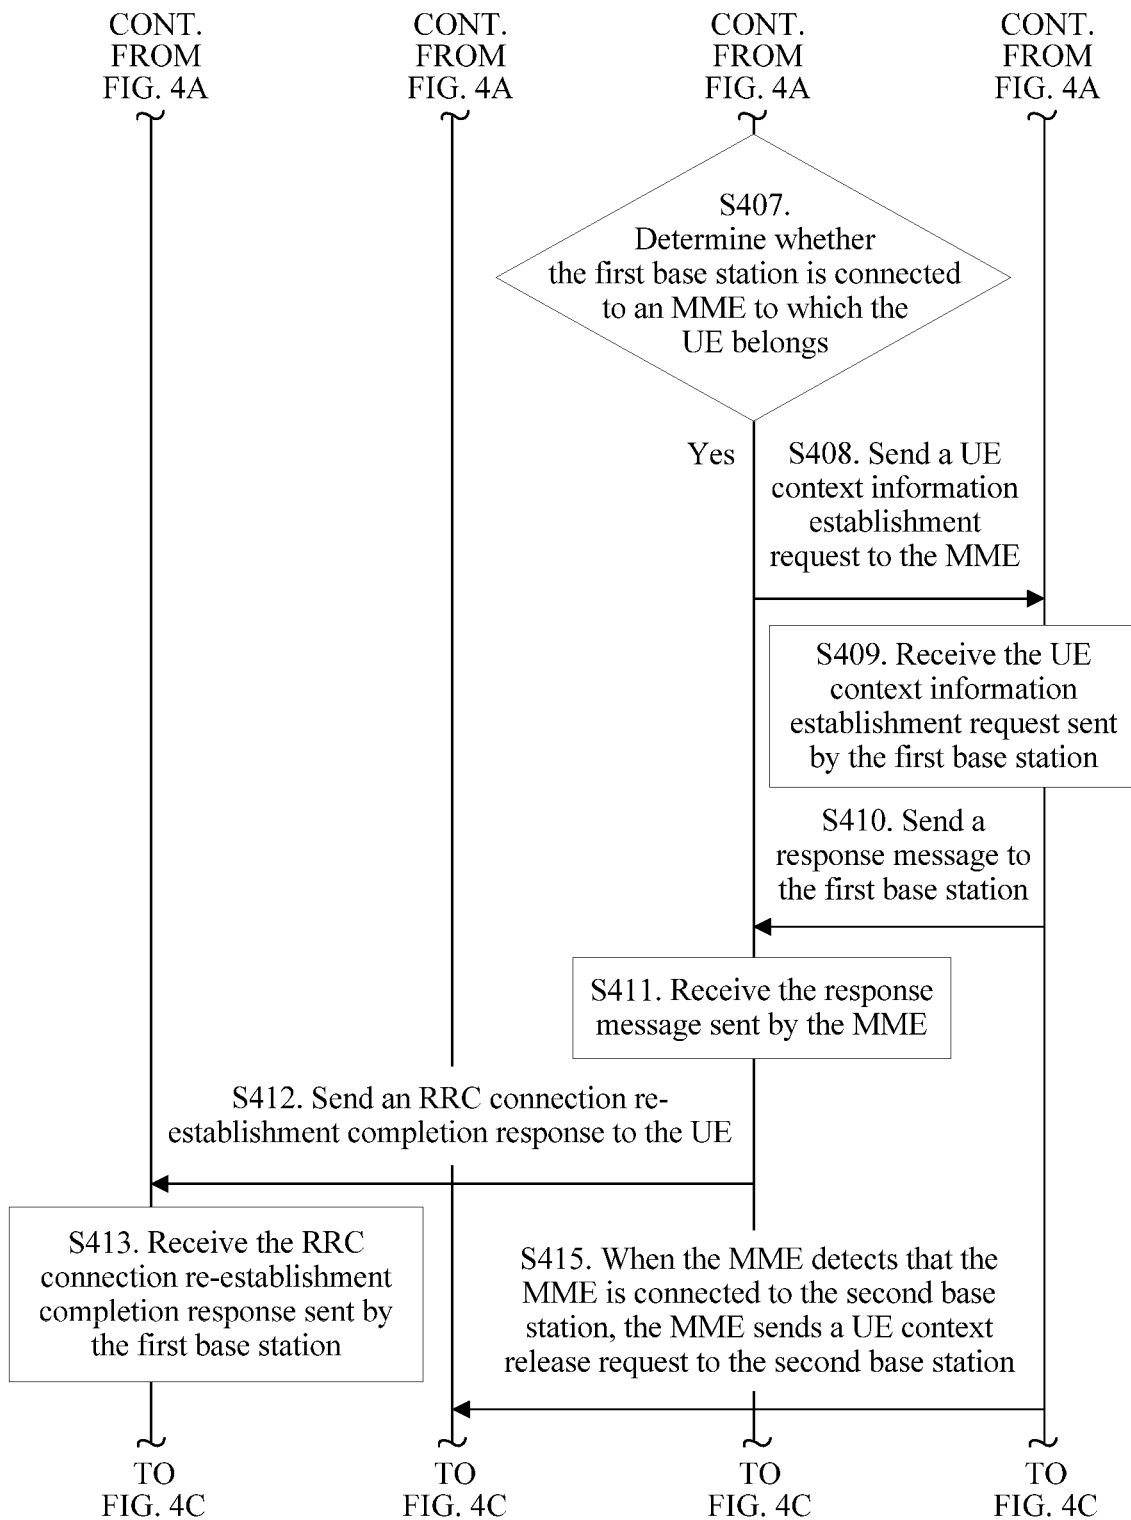 CONT.
FROM
FIG. 4A
CONT.
FROM
FIG. 4A
CONT.
FROM
FIG. 4A
CONT.
FROM
FIG. 4A
S407.
Determine whether
the first base station is connected
to an MME to which the
UE belongs
Yes
S408. Send a UE
context information
establishment
request to the MME
S409. Receive the UE
context information
establishment request sent
by the first base station
S410. Send a
response message to
the first base station
S411. Receive the response
message sent by the MME
S412. Send an RRC connection re-
establishment completion response to the UE
S413. Receive the RRC
connection re-establishment
completion response sent by
the first base station
S415. When the MME detects that the
MME is connected to the second base
station, the MME sends a UE context
release request to the second base station
TO
FIG. 4C
TO
FIG. 4C
TO
FIG. 4C
TO
FIG. 4C